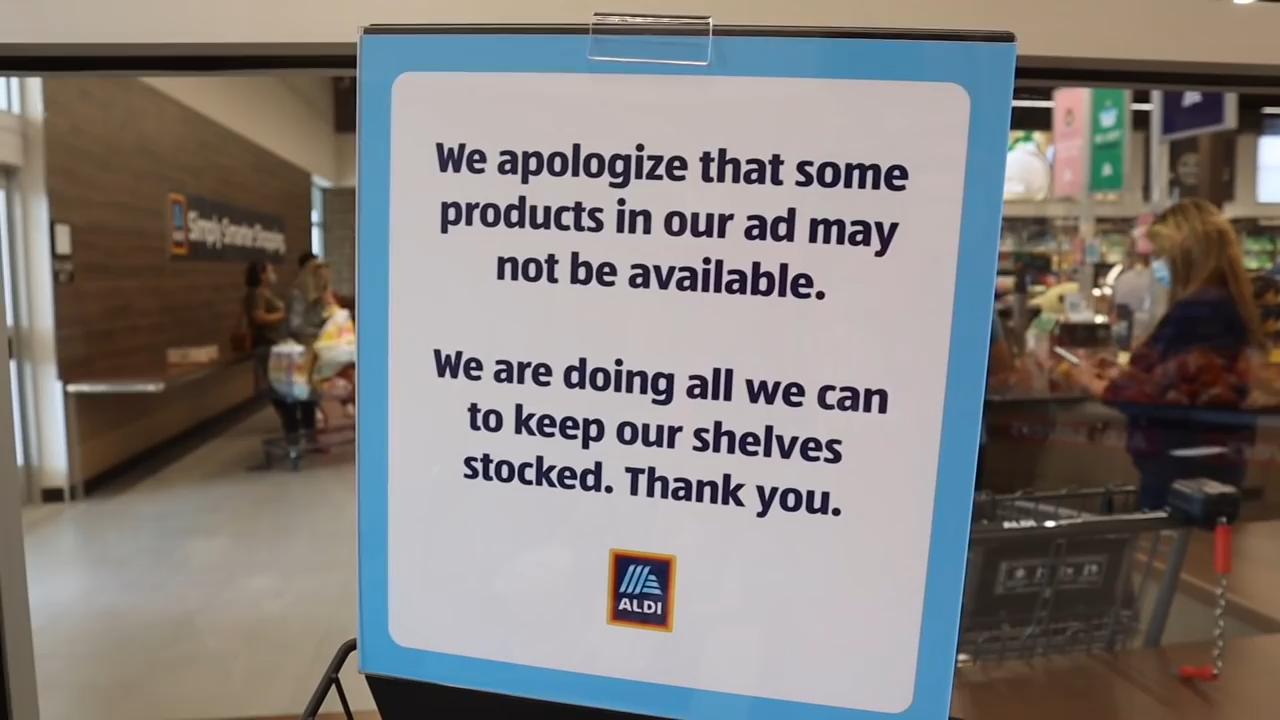 We apologize that some
products in our ad may
not be available.
We are doing all we can
to keep our shelves
stocked. Thank you.
ALDI
Simply Smarter Shopping
ALDI